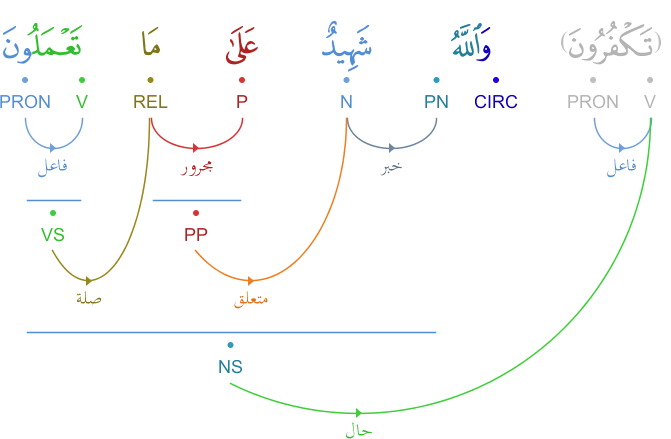 (تَكْفُرُونَ) وَٱللَّهُ شَهِيدٌ عَلَىٰ مَا تَعْمَلُونَ
V PRON CIRC PN N P REL V PRON
فاعل خبر مجرور فاعل
VS PP
صلة متعلق
NS
حال